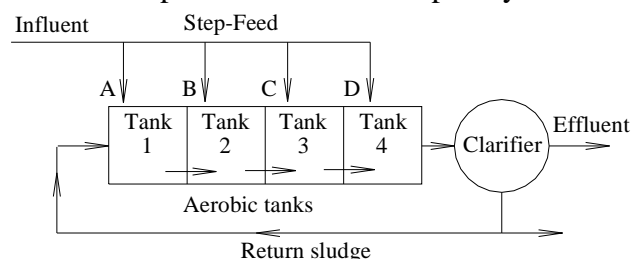 Influent Step-Feed
A B C D
Tank Tank Tank Tank
1 2 3 4
Clarifier
Effluent
Aerobic tanks
Return sludge